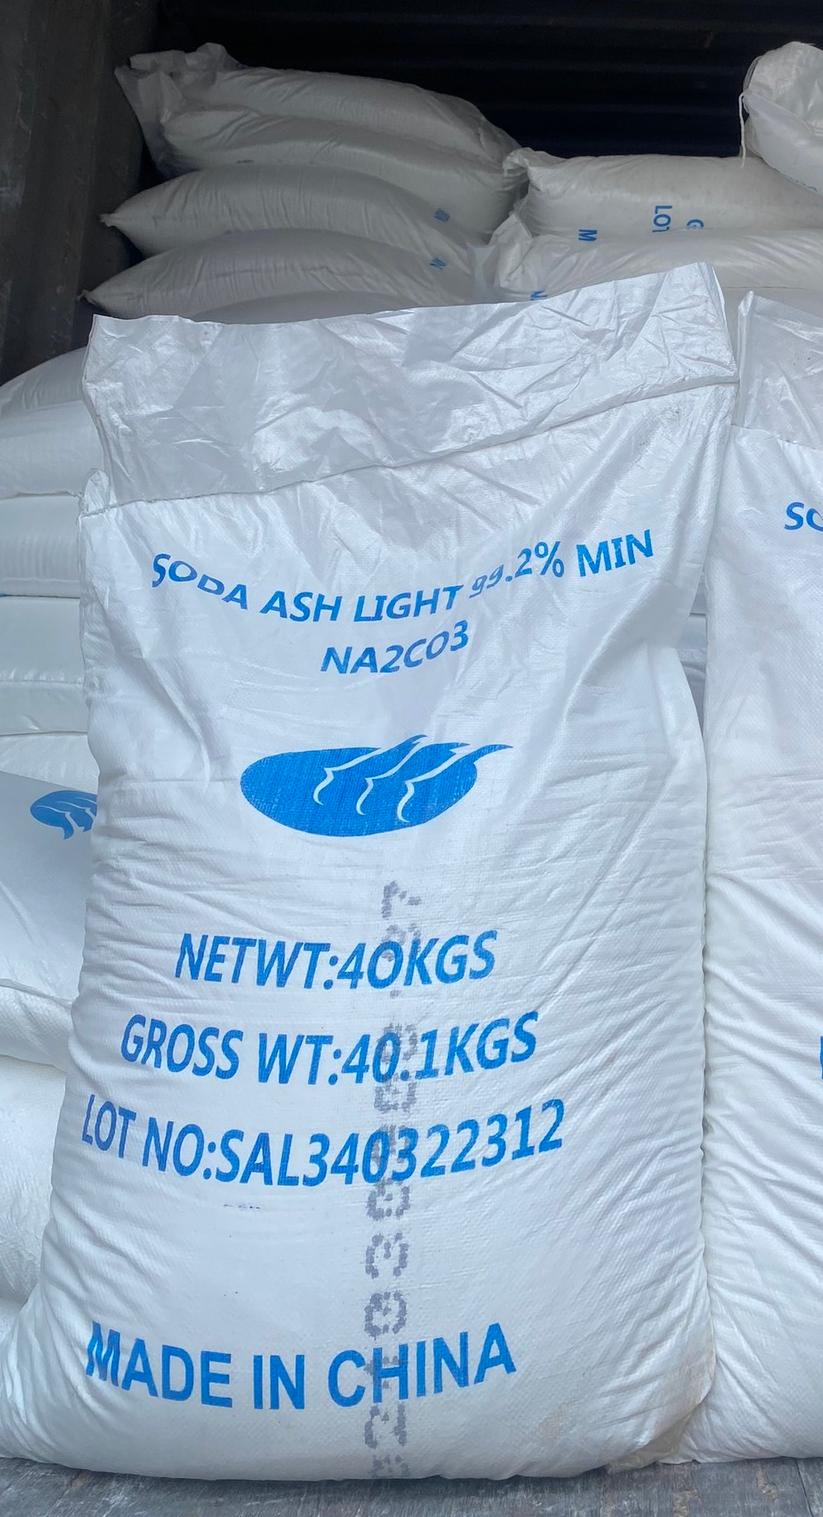 SODA ASH LIGHT 99.2% MIN
NA2CO3
NETWT:40KGS
GROSS WT:40.1KGS
LOT NO:SAL340322312
MADE IN CHINA